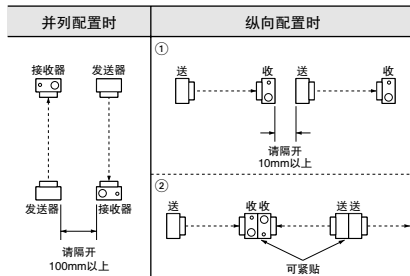 并列配置时
纵向配置时
接收器 发送器
发送器 接收器
请隔开
100mm以上
①
送 收 送 收
请隔开
10mm以上
②
送 收收 送送
可紧贴